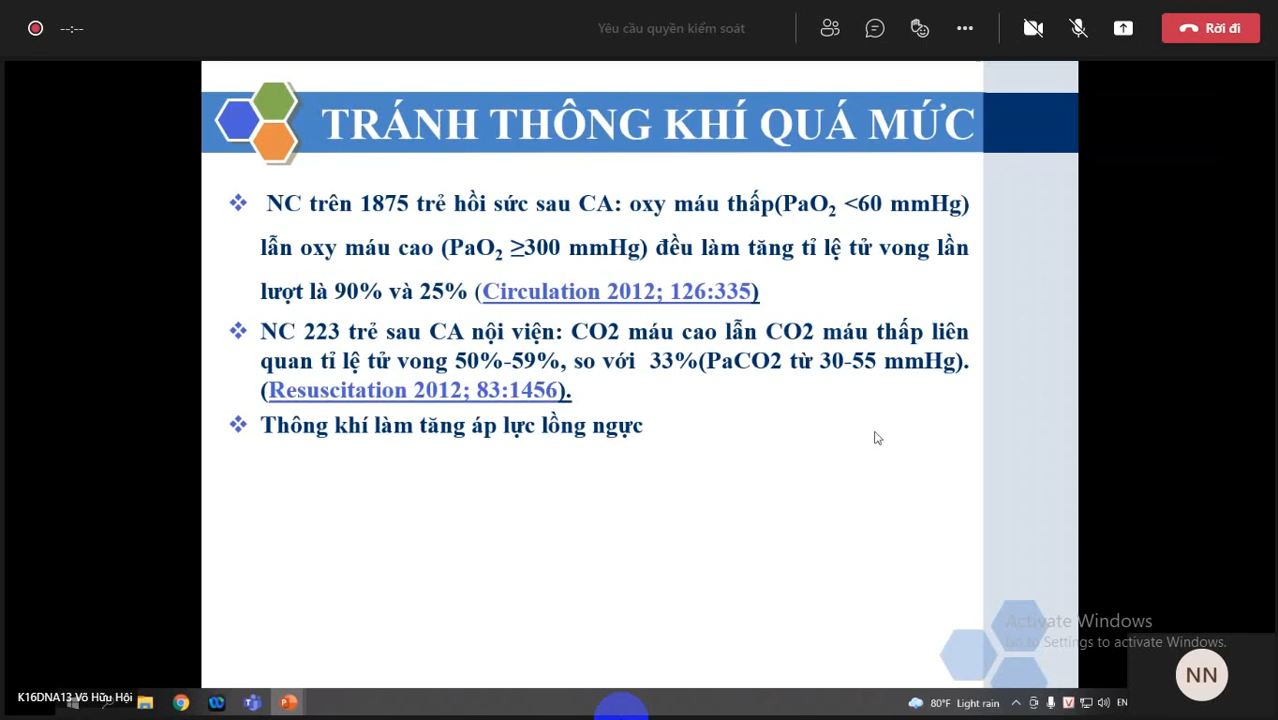 --:--
Yêu cầu quyền kiểm soát
Rời đi
TRÁNH THÔNG KHÍ QUÁ MỨC
NC trên 1875 trẻ hồi sức sau CA: oxy máu thấp(PaO2 <60 mmHg)
lẫn oxy máu cao (PaO2 ≥300 mmHg) đều làm tăng tỉ lệ tử vong lần
lượt là 90% và 25% (Circulation 2012; 126:335)
NC 223 trẻ sau CA nội viện: CO2 máu cao lẫn CO2 máu thấp liên
quan tỉ lệ tử vong 50%-59%, so với 33%(PaCO2 từ 30-55 mmHg).
(Resuscitation 2012; 83:1456).
Thông khí làm tăng áp lực lồng ngực
Activate Windows
Go to Settings to activate Windows.
NN
K16DNA13 Võ Hữu Hội
80°F Light rain
EN